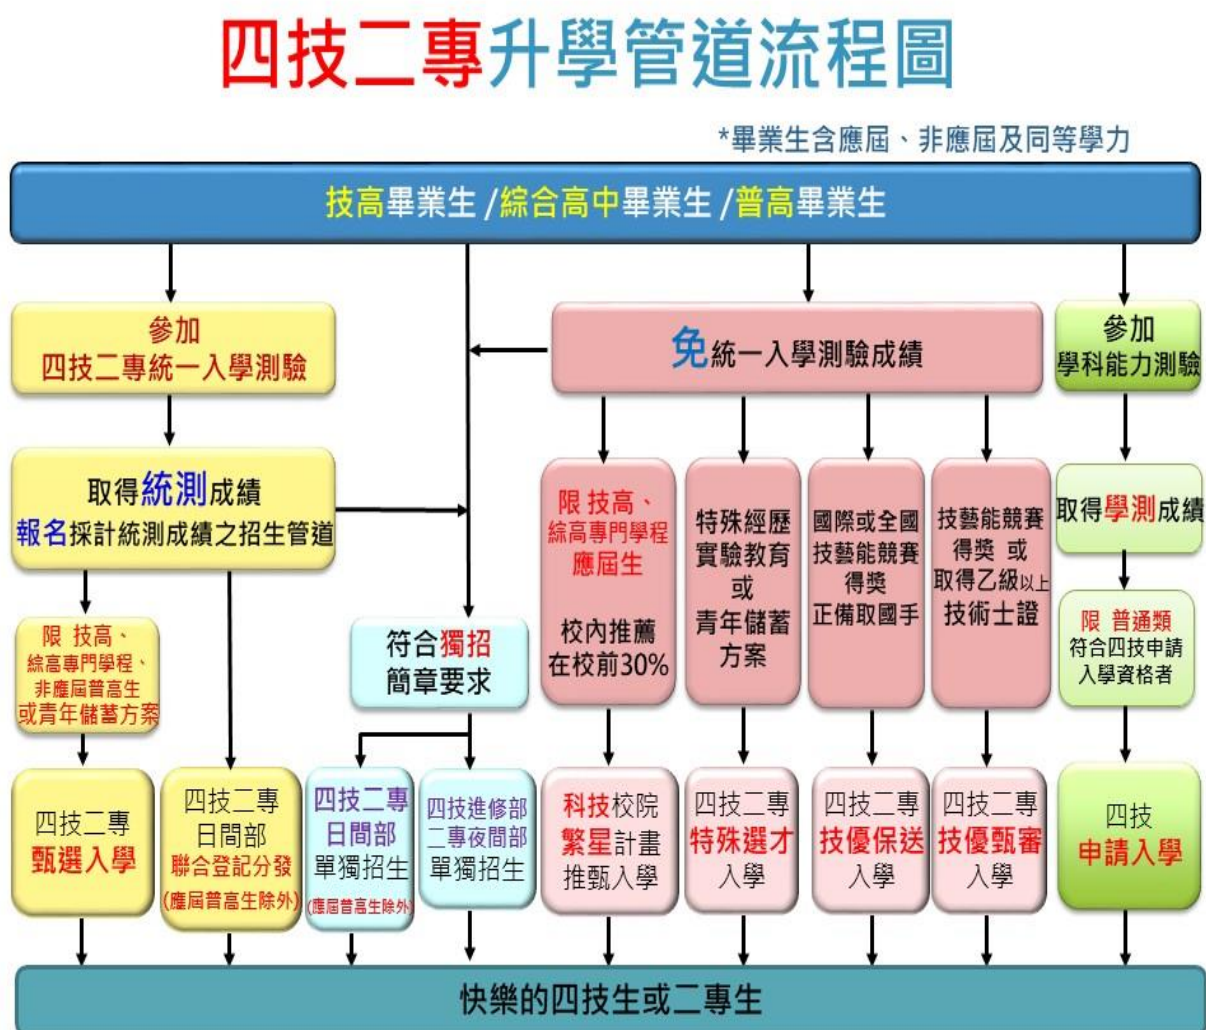 四技二專升學管道流程圖
*畢業生含應屆、非應屆及同等學力
技高畢業生 /綜合高中畢業生 /普高畢業生
參加
四技二專統一入學測驗
免統一入學測驗成績
參加
學科能力測驗
取得統測成績
報名採計統測成績之招生管道
限 技高、
綜高專門學程
應屆生
校內推薦
在校前30%
特殊經歷
實驗教育
或
青年儲蓄
方案
國際或全國
技藝能競賽
得獎
正備取國手
技藝能競賽
得獎 或
取得乙級以上
技術士證
取得學測成績
限 技高、
綜高專門學程、
非應屆普高生
或青年儲蓄方案
符合獨招
簡章要求
限 普通類
符合四技申請
入學資格者
四技二專
甄選入學
四技二專
日間部
聯合登記分發
(應屆普高生除外)
四技二專
日間部
單獨招生
(應屆普高生除外)
四技進修部
二專夜間部
單獨招生
科技校院
繁星計畫
推甄入學
四技二專
特殊選才
入學
四技二專
技優保送
入學
四技二專
技優甄審
入學
四技
申請入學
快樂的四技生或二專生